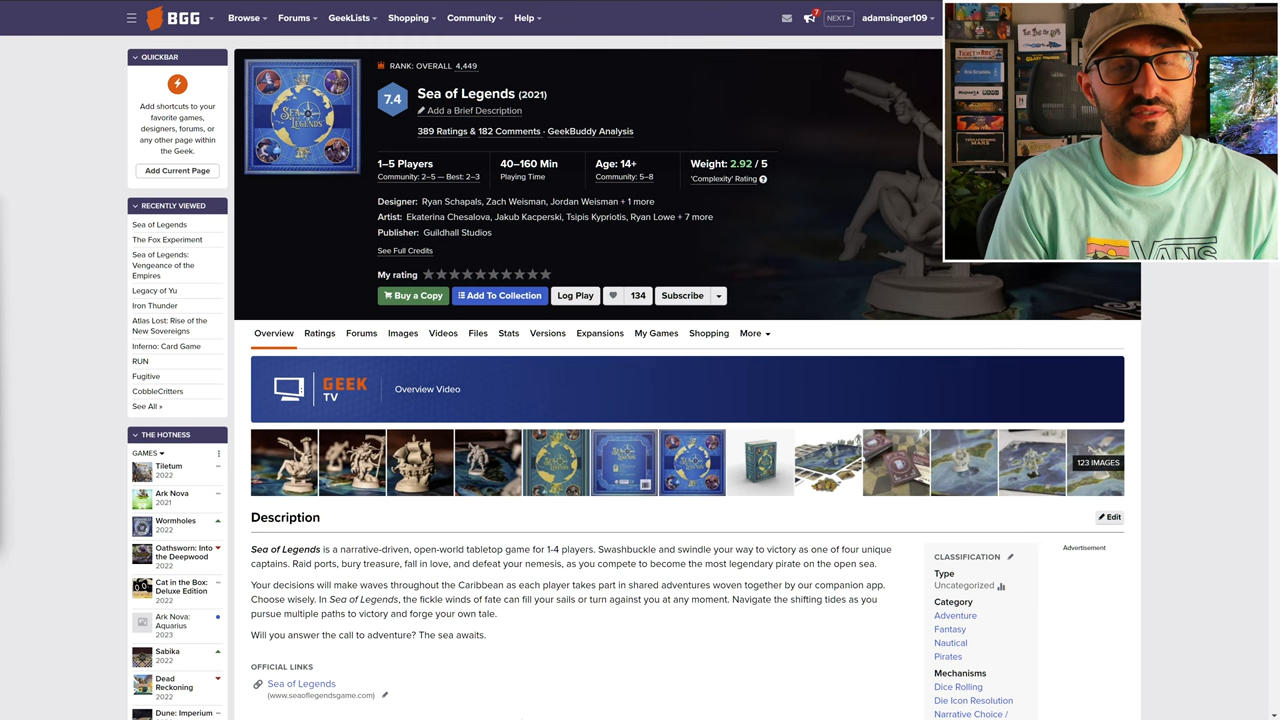 BGG
Browse
Forums
GeekLists
Shopping
Community
Help
7
NEXT
adamsinger109
QUICKBAR
Add shortcuts to your
favorite games,
designers, forums, or
any other page within
the Geek.
Add Current Page
RECENTLY VIEWED
Sea of Legends
The Fox Experiment
Sea of Legends:
Vengeance of the
Empires
Legacy of Yu
Iron Thunder
Atlas Lost: Rise of the
New Sovereigns
Inferno: Card Game
RUN
Fugitive
CobbleCritters
See All »
THE HOTNESS
GAMES
Tiletum
2022
Ark Nova
2021
Wormholes
2022
Oathsworn: Into
the Deepwood
2022
Cat in the Box:
Deluxe Edition
2022
Ark Nova:
Aquarius
2023
Sabika
2022
Dead
Reckoning
2022
Dune: Imperium
SEA OF
LEGENDS
RANK: OVERALL 4,449
7.4
Sea of Legends (2021)
Add a Brief Description
389 Ratings & 182 Comments · GeekBuddy Analysis
1–5 Players
Community: 2–5 — Best: 2–3
40–160 Min
Playing Time
Age: 14+
Community: 5–8
Weight: 2.92 / 5
'Complexity' Rating
Designer: Ryan Schapals, Zach Weisman, Jordan Weisman + 1 more
Artist: Ekaterina Chesalova, Jakub Kacperski, Tsipis Kypriotis, Ryan Lowe + 7 more
Publisher: Guildhall Studios
See Full Credits
My rating
Buy a Copy
Add To Collection
Log Play
134
Subscribe
Overview
Ratings
Forums
Images
Videos
Files
Stats
Versions
Expansions
My Games
Shopping
More
GEEK
TV
Overview Video
123 IMAGES
Description
Edit
Sea of Legends is a narrative-driven, open-world tabletop game for 1-4 players. Swashbuckle and swindle your way to victory as one of four unique
captains. Raid ports, bury treasure, fall in love, and defeat your nemesis, as you compete to become the most legendary pirate on the open sea.
Your decisions will make waves throughout the Caribbean as each player takes part in shared adventures woven together by our companion app.
Choose wisely. In Sea of Legends, the fickle winds of fate can fill your sails or turn against you at any moment. Navigate the shifting tides as you
pursue multiple paths to victory and forge your own tale.
Will you answer the call to adventure? The sea awaits.
OFFICIAL LINKS
Sea of Legends
(www.seaoflegendsgame.com)
CLASSIFICATION
Type
Uncategorized
Category
Adventure
Fantasy
Nautical
Pirates
Mechanisms
Dice Rolling
Die Icon Resolution
Narrative Choice /
Advertisement
TICKET TO RIDE
TERRAFORMING
MARS
VANS